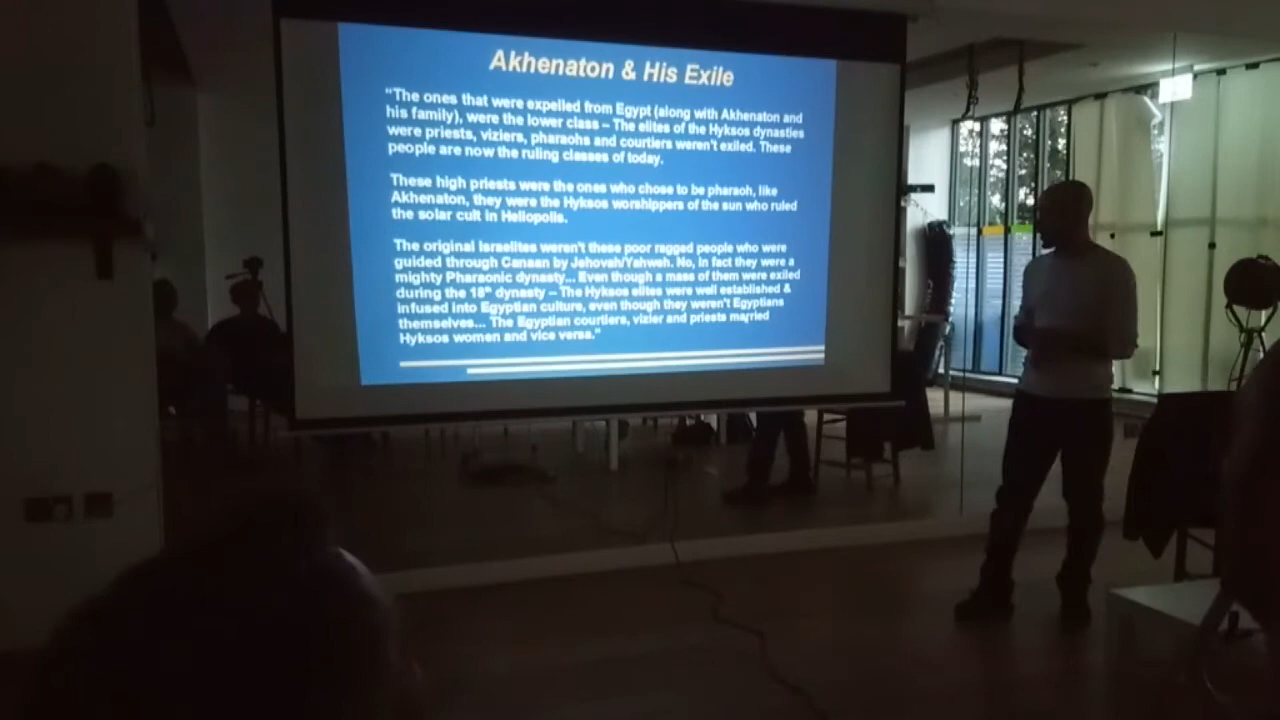 Akhenaton & His Exile
"The ones that were expelled from Egypt (along with Akhenaton and
his family), were the lower class – The elites of the Hyksos dynasties
were priests, viziers, pharaohs and courtiers weren't exiled. These
people are now the ruling classes of today.
These high priests were the ones who chose to be pharaoh, like
Akhenaton, they were the Hyksos worshippers of the sun who ruled
the solar cult in Heliopolis.
The original Israelites weren't these poor ragged people who were
guided through Canaan by Jehovah/Yahweh. No, in fact they were a
mighty Pharaonic dynasty... Even though a mass of them were exiled
during the 18th dynasty – The Hyksos elites were well established &
infused into Egyptian culture, even though they weren't Egyptians
themselves... The Egyptian courtiers, vizier and priests married
Hyksos women and vice versa."